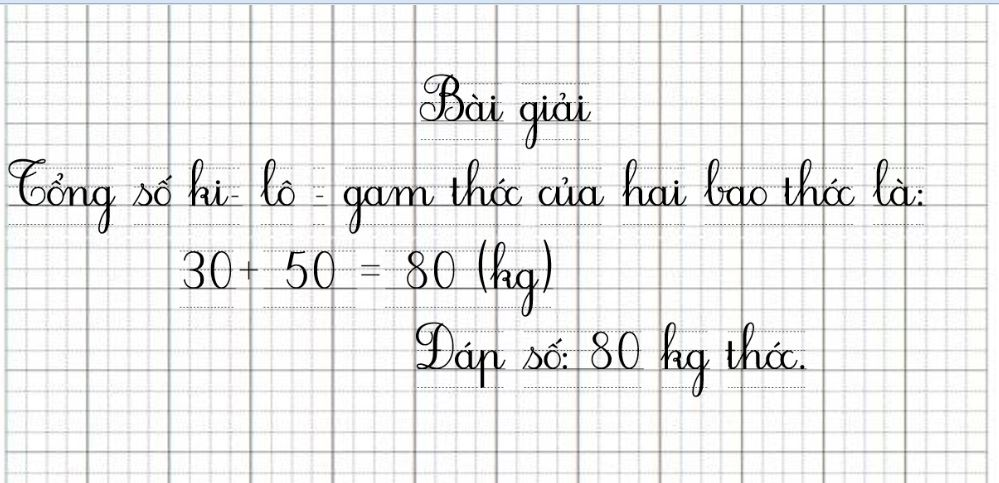 Bài giải
Tổng số ki- lô - gam thóc của hai bao thóc là:
30+ 50 = 80 (kg)
Đáp số: 80 kg thóc.